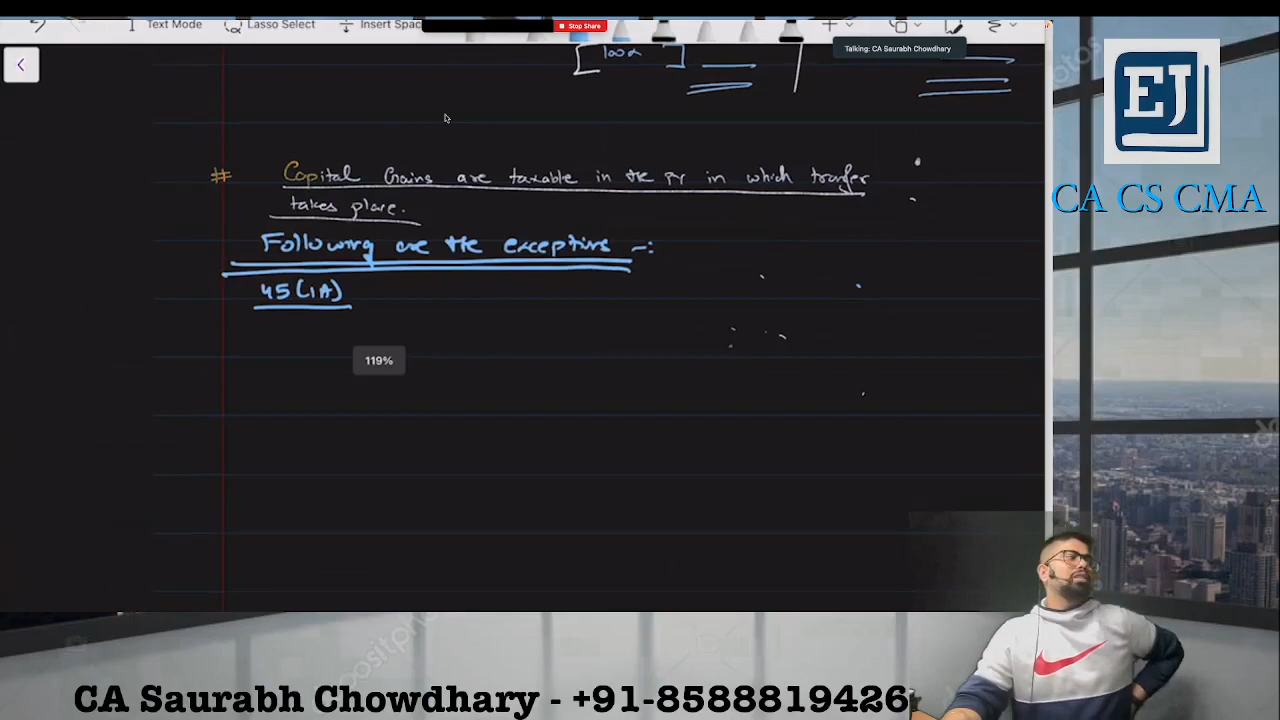 Text Mode
Lasso Select
Insert Spac
Stop Share
Talking: CA Saurabh Chowdhary
EJ
CA CS CMA
# Capital Gains are taxable in the PY in which transfer
takes place.
Following are the exceptions -:
45(1A)
119%
CA Saurabh Chowdhary - +91-8588819426